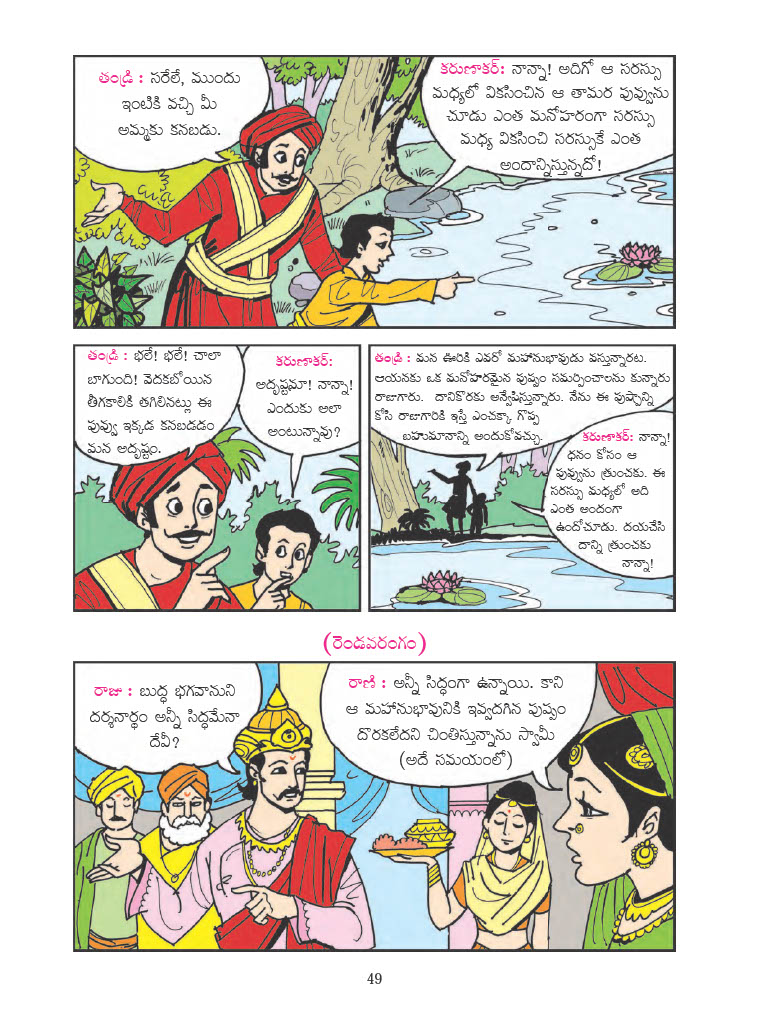 తండ్రి : సరేలే, ముందు
ఇంటికి వచ్చి మీ
అమ్మకు కనబడు.
కరుణాకర్: నాన్నా! అదిగో ఆ సరస్సు
మధ్యలో వికసించిన ఆ తామర పువ్వును
చూడు ఎంత మనోహరంగా సరస్సు
మధ్య వికసించి సరస్సుకే ఎంత
అందాన్నిస్తున్నదో!
తండ్రి : భలే! భలే! చాలా
బాగుంది! వెదకబోయిన
తీగకాలికి తగిలినట్లు ఈ
పువ్వు ఇక్కడ కనబడడం
మన అదృష్టం.
కరుణాకర్:
అదృష్టమా! నాన్నా!
ఎందుకు అలా
అంటున్నావు?
తండ్రి : మన ఊరికి ఎవరో మహానుభావుడు వస్తున్నారట.
ఆయనకు ఒక మనోహరమైన పుష్పం సమర్పించాలను కున్నారు
రాజుగారు. దానికొరకు అన్వేషిస్తున్నారు. నేను ఈ పుష్పాన్ని
కోసి రాజుగారికి ఇస్తే ఎంచక్కా గొప్ప
బహుమానాన్ని అందుకోవచ్చు.
కరుణాకర్: నాన్నా!
ధనం కోసం ఆ
పువ్వును త్రుంచకు. ఈ
సరస్సు మధ్యలో అది
ఎంత అందంగా
ఉందోచూడు. దయచేసి
దాన్ని త్రుంచకు
నాన్నా!
(రెండవరంగం)
రాజు : బుద్ధ భగవానుని
దర్శనార్థం అన్నీ సిద్ధమేనా
దేవీ?
రాణి : అన్నీ సిద్ధంగా ఉన్నాయి. కాని
ఆ మహానుభావునికి ఇవ్వదగిన పుష్పం
దొరకలేదని చింతిస్తున్నాను స్వామీ
(అదే సమయంలో)
49